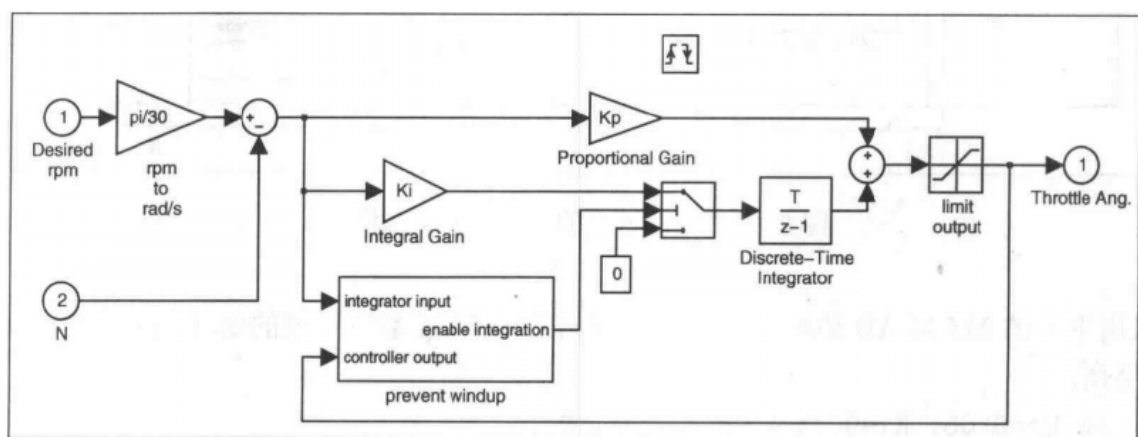 1
Desired
rpm
pi/30
rpm
to
rad/s
+
−
Kp
Proportional Gain
Ki
Integral Gain
0
T
z−1
Discrete−Time
Integrator
+
+
limit
output
1
Throttle Ang.
2
N
integrator input
enable integration
controller output
prevent windup